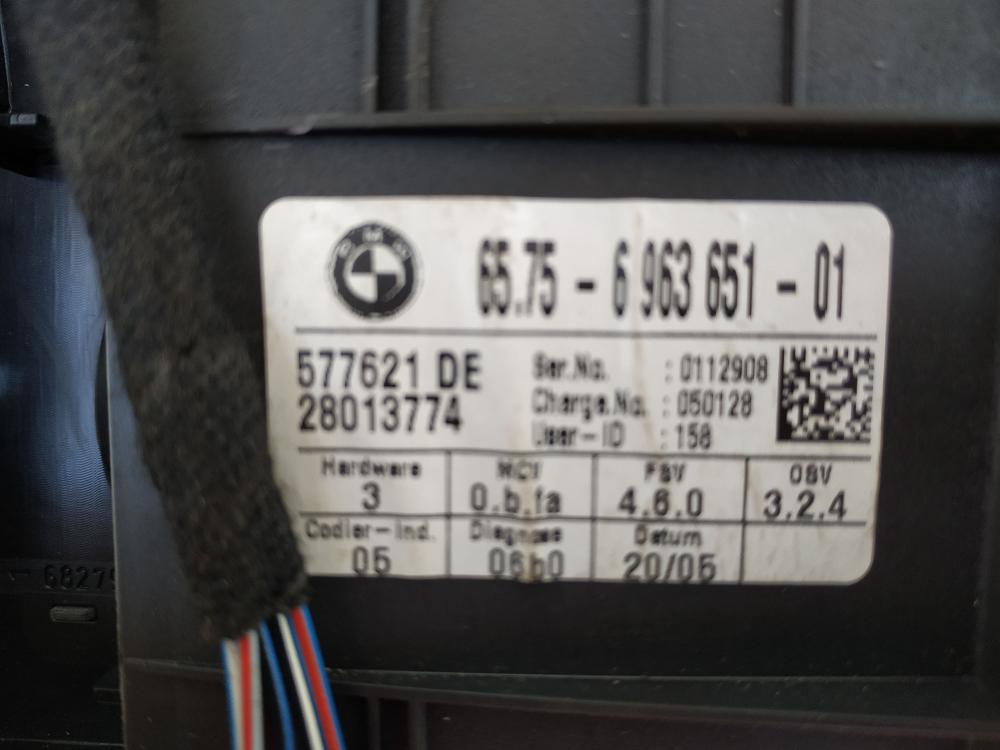 BMW
65.75 - 6 963 651 - 01
577621 DE
28013774
Ser.No. : 0112908
Charge.No. : 050128
User-ID : 158
Hardware MCV FSV OSV
3 0.b.fa 4.6.0 3.2.4
Codier-Ind. Diagnose Datum
05 06b0 20/05